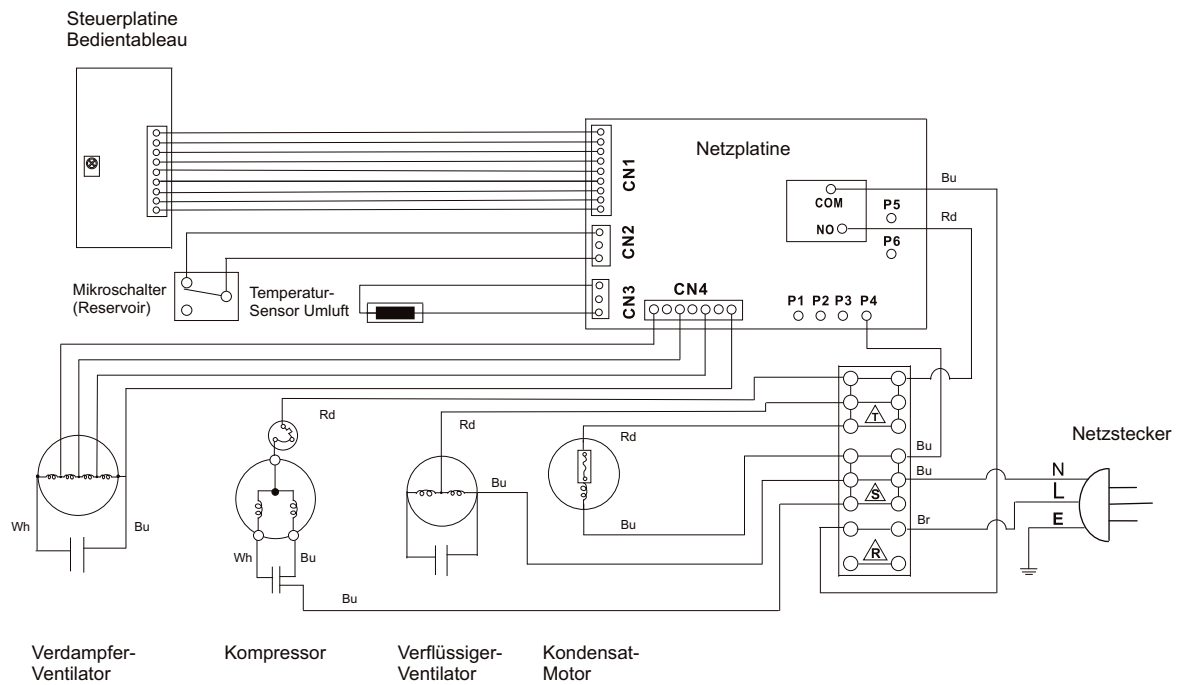 Steuerplatine
Bedientableau
Netzplatine
CN1
Bu
COM
P5
NO
Rd
P6
CN2
Mikroschalter
(Reservoir)
Temperatur-
Sensor Umluft
CN3
CN4
P1 P2 P3 P4
Rd
Rd
Rd
T
Netzstecker
Bu
Bu
N
Bu
S
L
Wh
Bu
Bu
Br
E
R
Wh
Bu
Bu
Verdampfer-
Ventilator
Kompressor
Verflüssiger-
Ventilator
Kondensat-
Motor